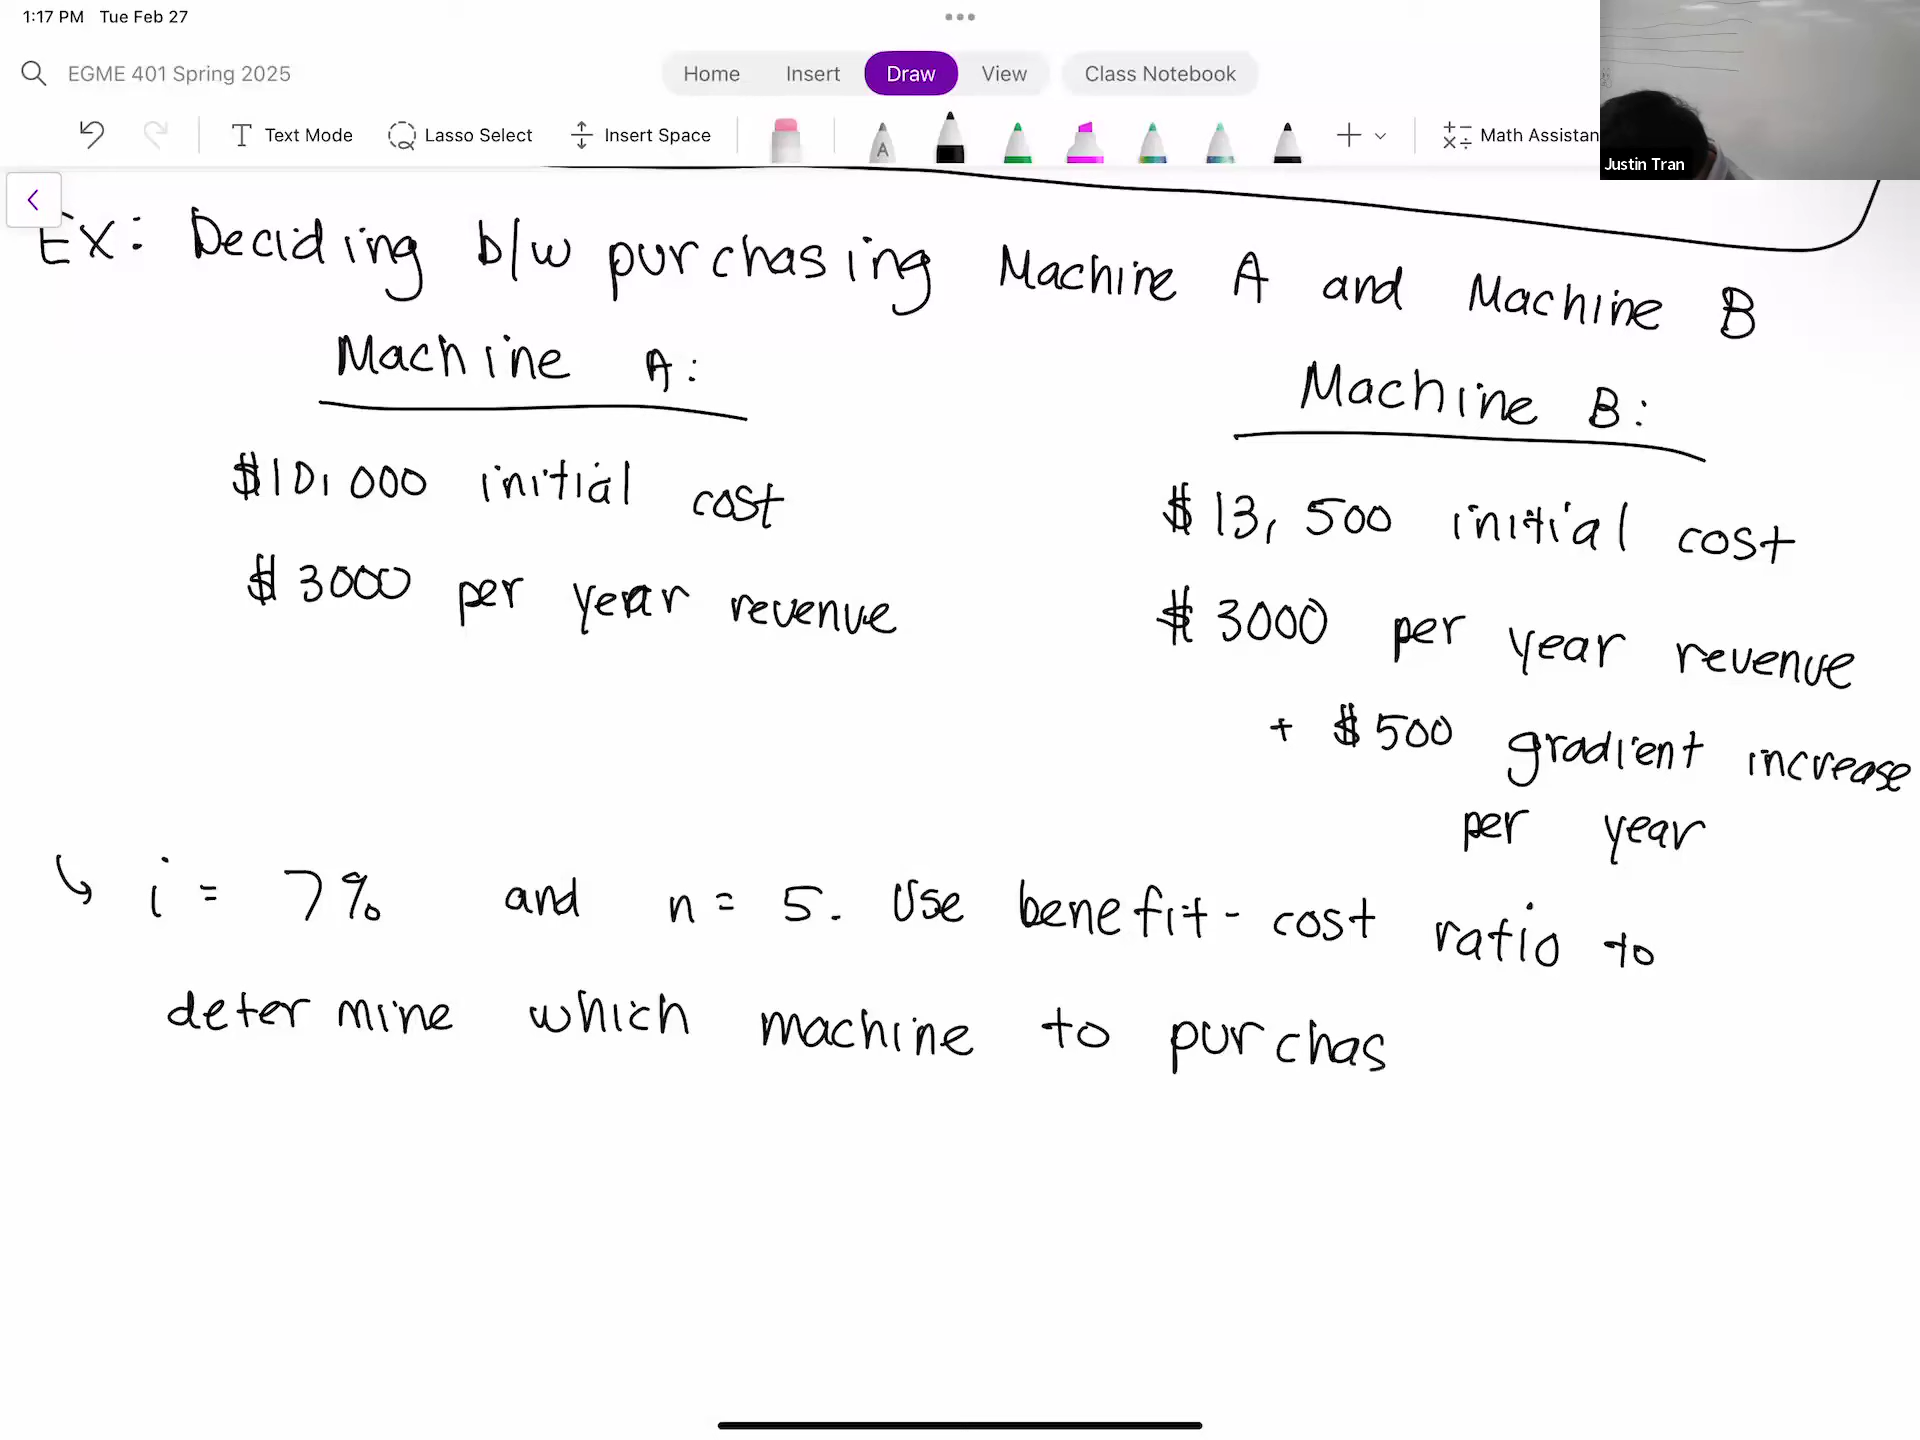 1:17 PM Tue Feb 27
EGME 401 Spring 2025
Home Insert Draw View Class Notebook
Text Mode Lasso Select Insert Space A Math Assistan
Justin Tran
EX: Deciding b/w purchasing Machine A and Machine B
Machine A:
$10,000 initial cost
$3000 per year revenue
Machine B:
$13,500 initial cost
$3000 per year revenue
+ $500 gradient increase
per year
↳ i = 7% and n = 5. Use benefit-cost ratio to
determine which machine to purchas